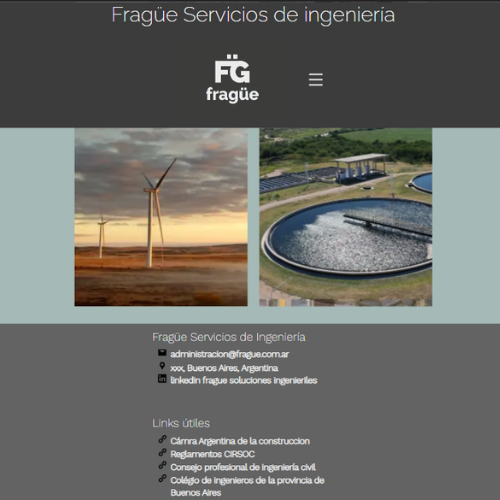 Fragüe Servicios de ingeniería
FG
fragüe
Fragüe Servicios de Ingeniería
administracion@frague.com.ar
xxx, Buenos Aires, Argentina
linkedin frague soluciones ingenieriles
Links útiles
Cámra Argentina de la construccion
Reglamentos CIRSOC
Consejo profesional de ingeniería civil
Colégio de ingenieros de la provincia de
Buenos Aires